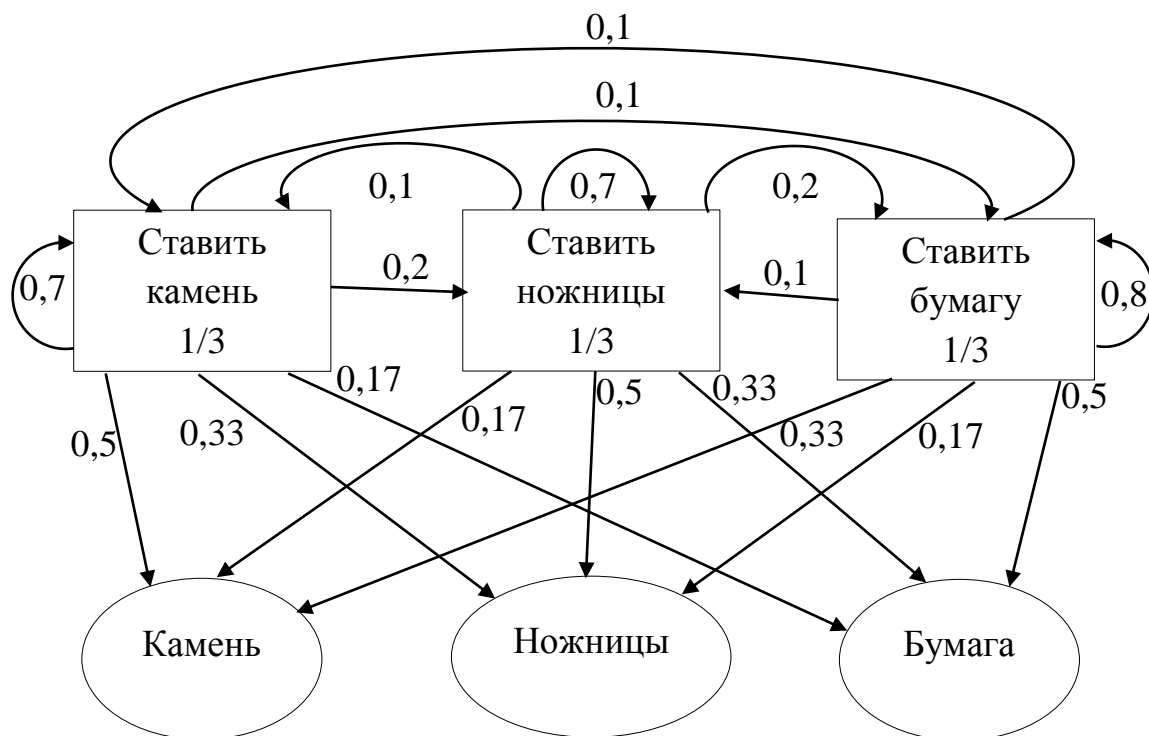 0,1
0,1
0,1
0,7
0,2
Ставить
камень
1/3
Ставить
ножницы
1/3
Ставить
бумагу
1/3
0,7
0,2
0,1
0,8
0,5
0,33
0,17
0,17
0,5
0,33
0,33
0,17
0,5
Камень
Ножницы
Бумага